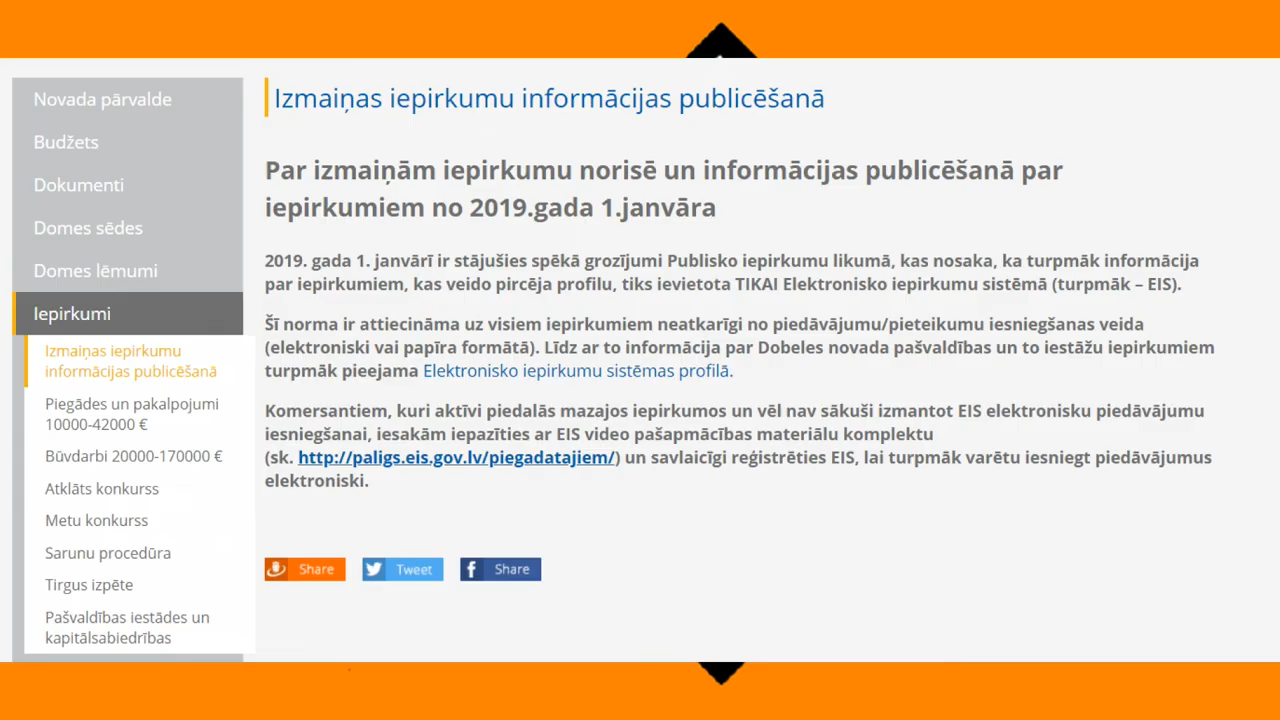 Novada pārvalde
Budžets
Dokumenti
Domes sēdes
Domes lēmumi
Iepirkumi
Izmaiņas iepirkumu
informācijas publicēšanā
Piegādes un pakalpojumi
10000-42000 €
Būvdarbi 20000-170000 €
Atklāts konkurss
Metu konkurss
Sarunu procedūra
Tirgus izpēte
Pašvaldības iestādes un
kapitālsabiedrības
Izmaiņas iepirkumu informācijas publicēšanā
Par izmaiņām iepirkumu norisē un informācijas publicēšanā par
iepirkumiem no 2019.gada 1.janvāra
2019. gada 1. janvārī ir stājušies spēkā grozījumi Publisko iepirkumu likumā, kas nosaka, ka turpmāk informācija
par iepirkumiem, kas veido pircēja profilu, tiks ievietota TIKAI Elektronisko iepirkumu sistēmā (turpmāk – EIS).
Šī norma ir attiecināma uz visiem iepirkumiem neatkarīgi no piedāvājumu/pieteikumu iesniegšanas veida
(elektroniski vai papīra formātā). Līdz ar to informācija par Dobeles novada pašvaldības un to iestāžu iepirkumiem
turpmāk pieejama Elektronisko iepirkumu sistēmas profilā.
Komersantiem, kuri aktīvi piedalās mazajos iepirkumos un vēl nav sākuši izmantot EIS elektronisku piedāvājumu
iesniegšanai, iesakām iepazīties ar EIS video pašapmācības materiālu komplektu
(sk. http://paligs.eis.gov.lv/piegadatajiem/) un savlaicīgi reģistrēties EIS, lai turpmāk varētu iesniegt piedāvājumus
elektroniski.
Share
Tweet
Share